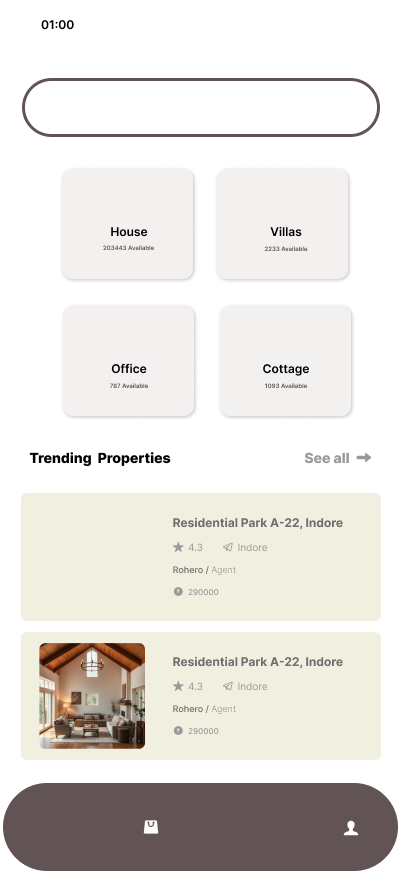 01:00
House
203443 Available
Villas
2233 Available
Office
787 Available
Cottage
1093 Available
Trending Properties
See all
Residential Park A-22, Indore
4.3 Indore
Rohero / Agent
290000
Residential Park A-22, Indore
4.3 Indore
Rohero / Agent
290000